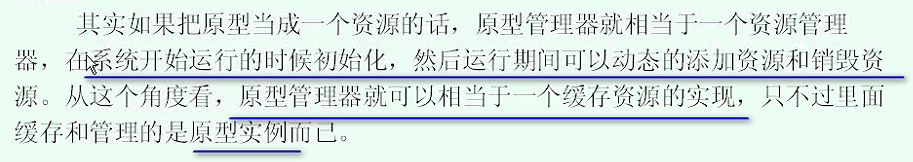 其实如果把原型当成一个资源的话，原型管理器就相当于一个资源管理
器，在系统开始运行的时候初始化，然后运行期间可以动态的添加资源和销毁资
源。从这个角度看，原型管理器就可以相当于一个缓存资源的实现，只不过里面
缓存和管理的是原型实例而已。